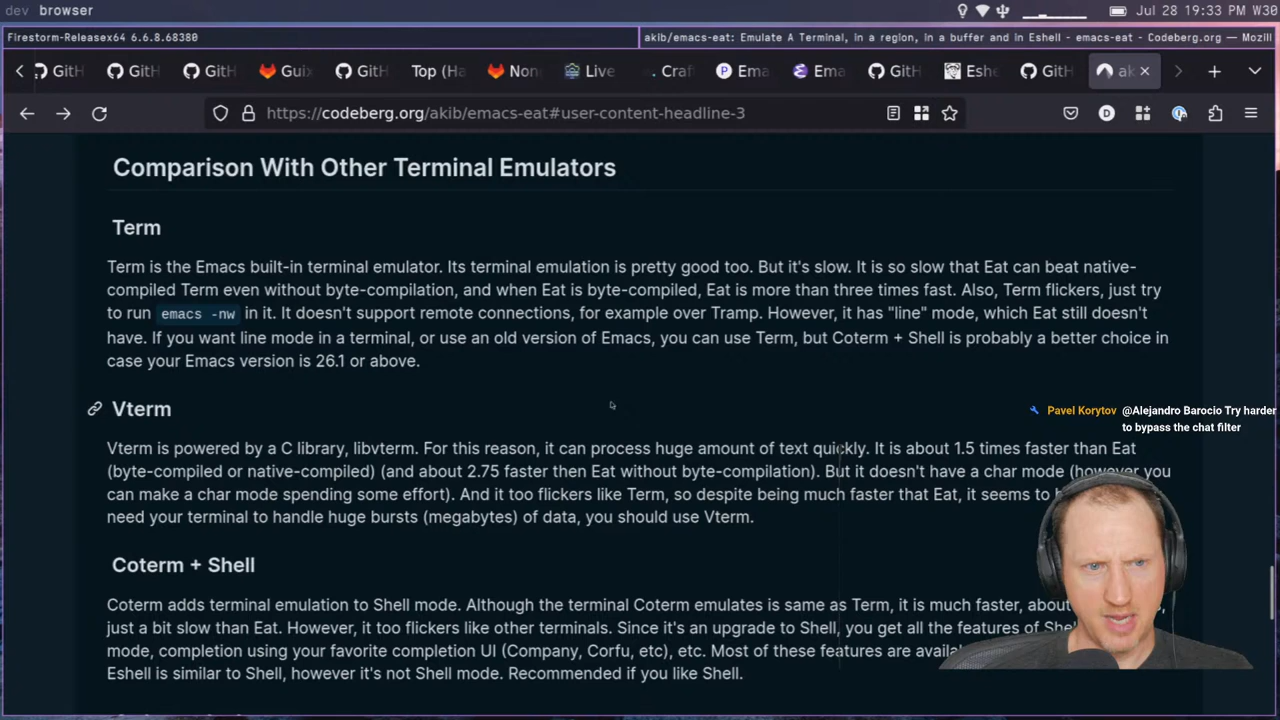 dev browser
Jul 28 19:33 PM W30
Firestorm-Releasex64 6.6.8.68380
akib/emacs-eat: Emulate A Terminal, in a region, in a buffer and in Eshell - emacs-eat - Codeberg.org — Mozill
GitH GitH GitH Guix GitH Top (Ha Non Live Craf Ema Ema GitH Eshe GitH ak
https://codeberg.org/akib/emacs-eat#user-content-headline-3
Comparison With Other Terminal Emulators
Term
Term is the Emacs built-in terminal emulator. Its terminal emulation is pretty good too. But it's slow. It is so slow that Eat can beat native-
compiled Term even without byte-compilation, and when Eat is byte-compiled, Eat is more than three times fast. Also, Term flickers, just try
to run emacs -nw in it. It doesn't support remote connections, for example over Tramp. However, it has "line" mode, which Eat still doesn't
have. If you want line mode in a terminal, or use an old version of Emacs, you can use Term, but Coterm + Shell is probably a better choice in
case your Emacs version is 26.1 or above.
Vterm
Pavel Korytov @Alejandro Barocio Try harder
to bypass the chat filter
Vterm is powered by a C library, libvterm. For this reason, it can process huge amount of text quickly. It is about 1.5 times faster than Eat
(byte-compiled or native-compiled) (and about 2.75 faster then Eat without byte-compilation). But it doesn't have a char mode (however you
can make a char mode spending some effort). And it too flickers like Term, so despite being much faster that Eat, it seems to
need your terminal to handle huge bursts (megabytes) of data, you should use Vterm.
Coterm + Shell
Coterm adds terminal emulation to Shell mode. Although the terminal Coterm emulates is same as Term, it is much faster,
just a bit slow than Eat. However, it too flickers like other terminals. Since it's an upgrade to Shell, you get all the features of
mode, completion using your favorite completion UI (Company, Corfu, etc), etc. Most of these features are
Eshell is similar to Shell, however it's not Shell mode. Recommended if you like Shell.